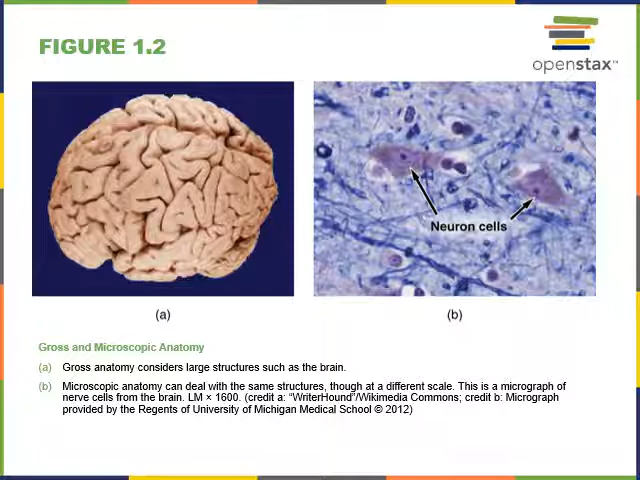 FIGURE 1.2
openstax™
Neuron cells
(a)
(b)
Gross and Microscopic Anatomy
(a) Gross anatomy considers large structures such as the brain.
(b) Microscopic anatomy can deal with the same structures, though at a different scale. This is a micrograph of
nerve cells from the brain. LM × 1600. (credit a: “WriterHound”/Wikimedia Commons; credit b: Micrograph
provided by the Regents of University of Michigan Medical School © 2012)